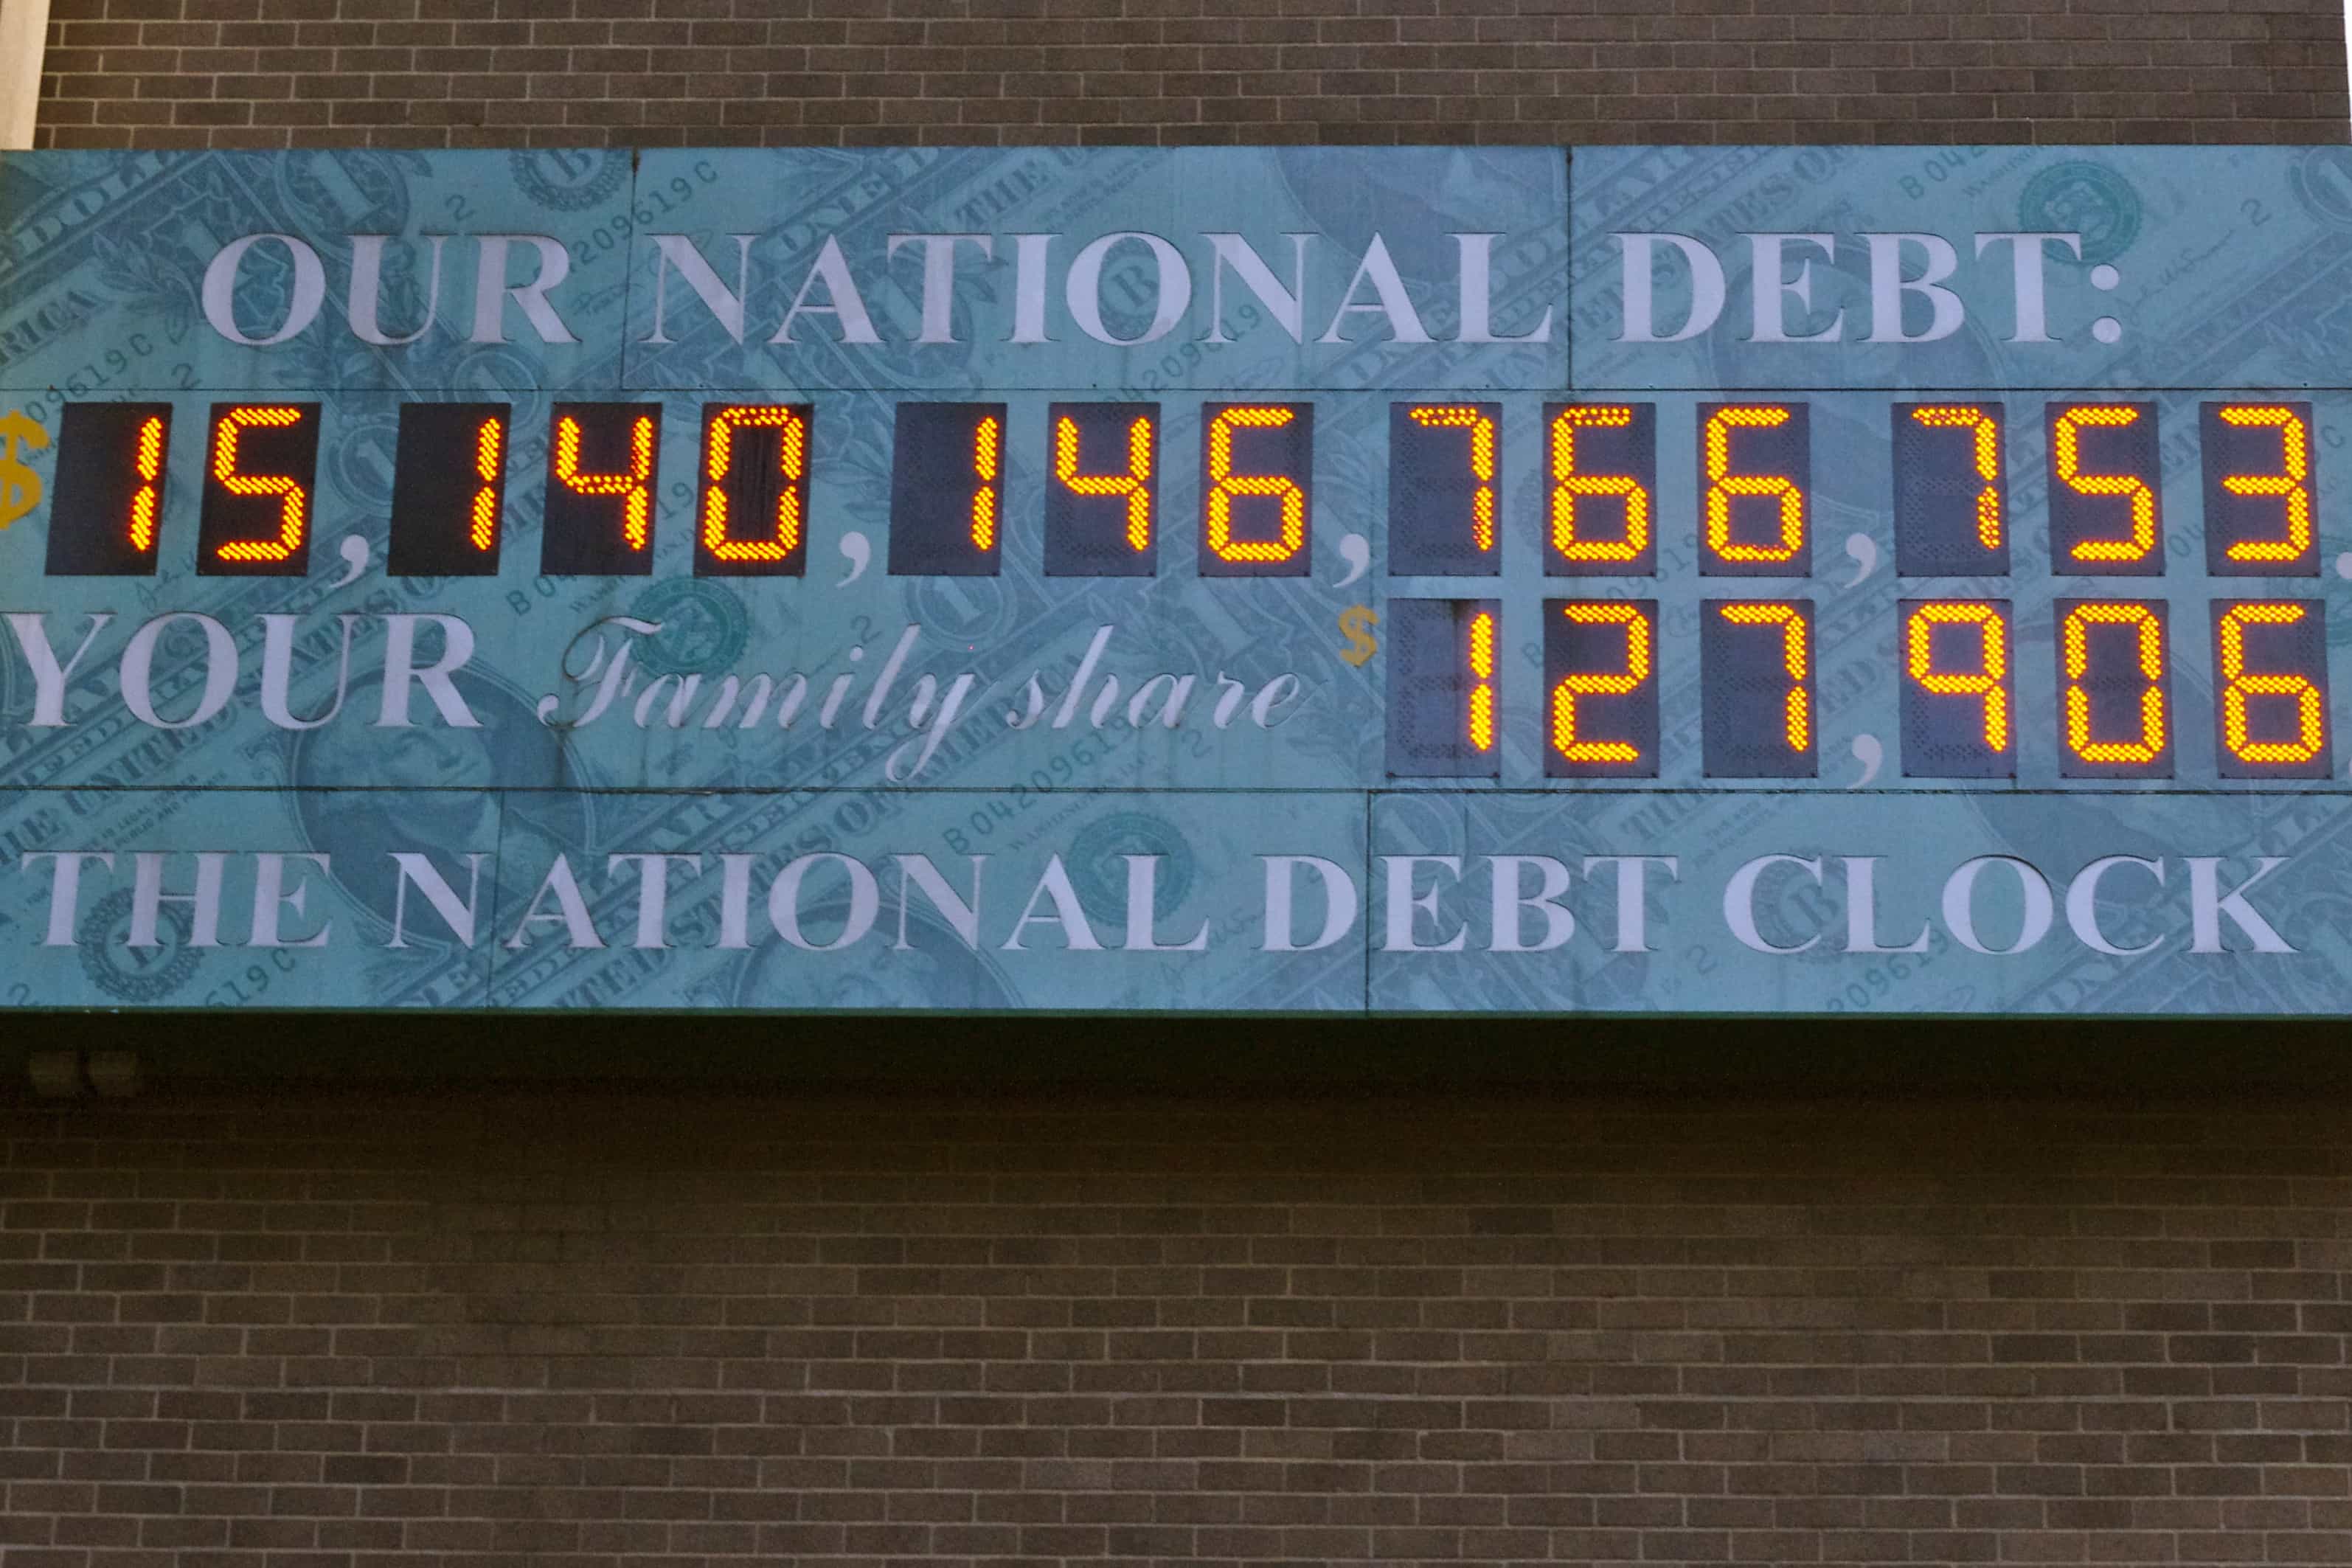 OUR NATIONAL DEBT:
$15,140,146,766,753.
YOUR Family share $127,906
THE NATIONAL DEBT CLOCK